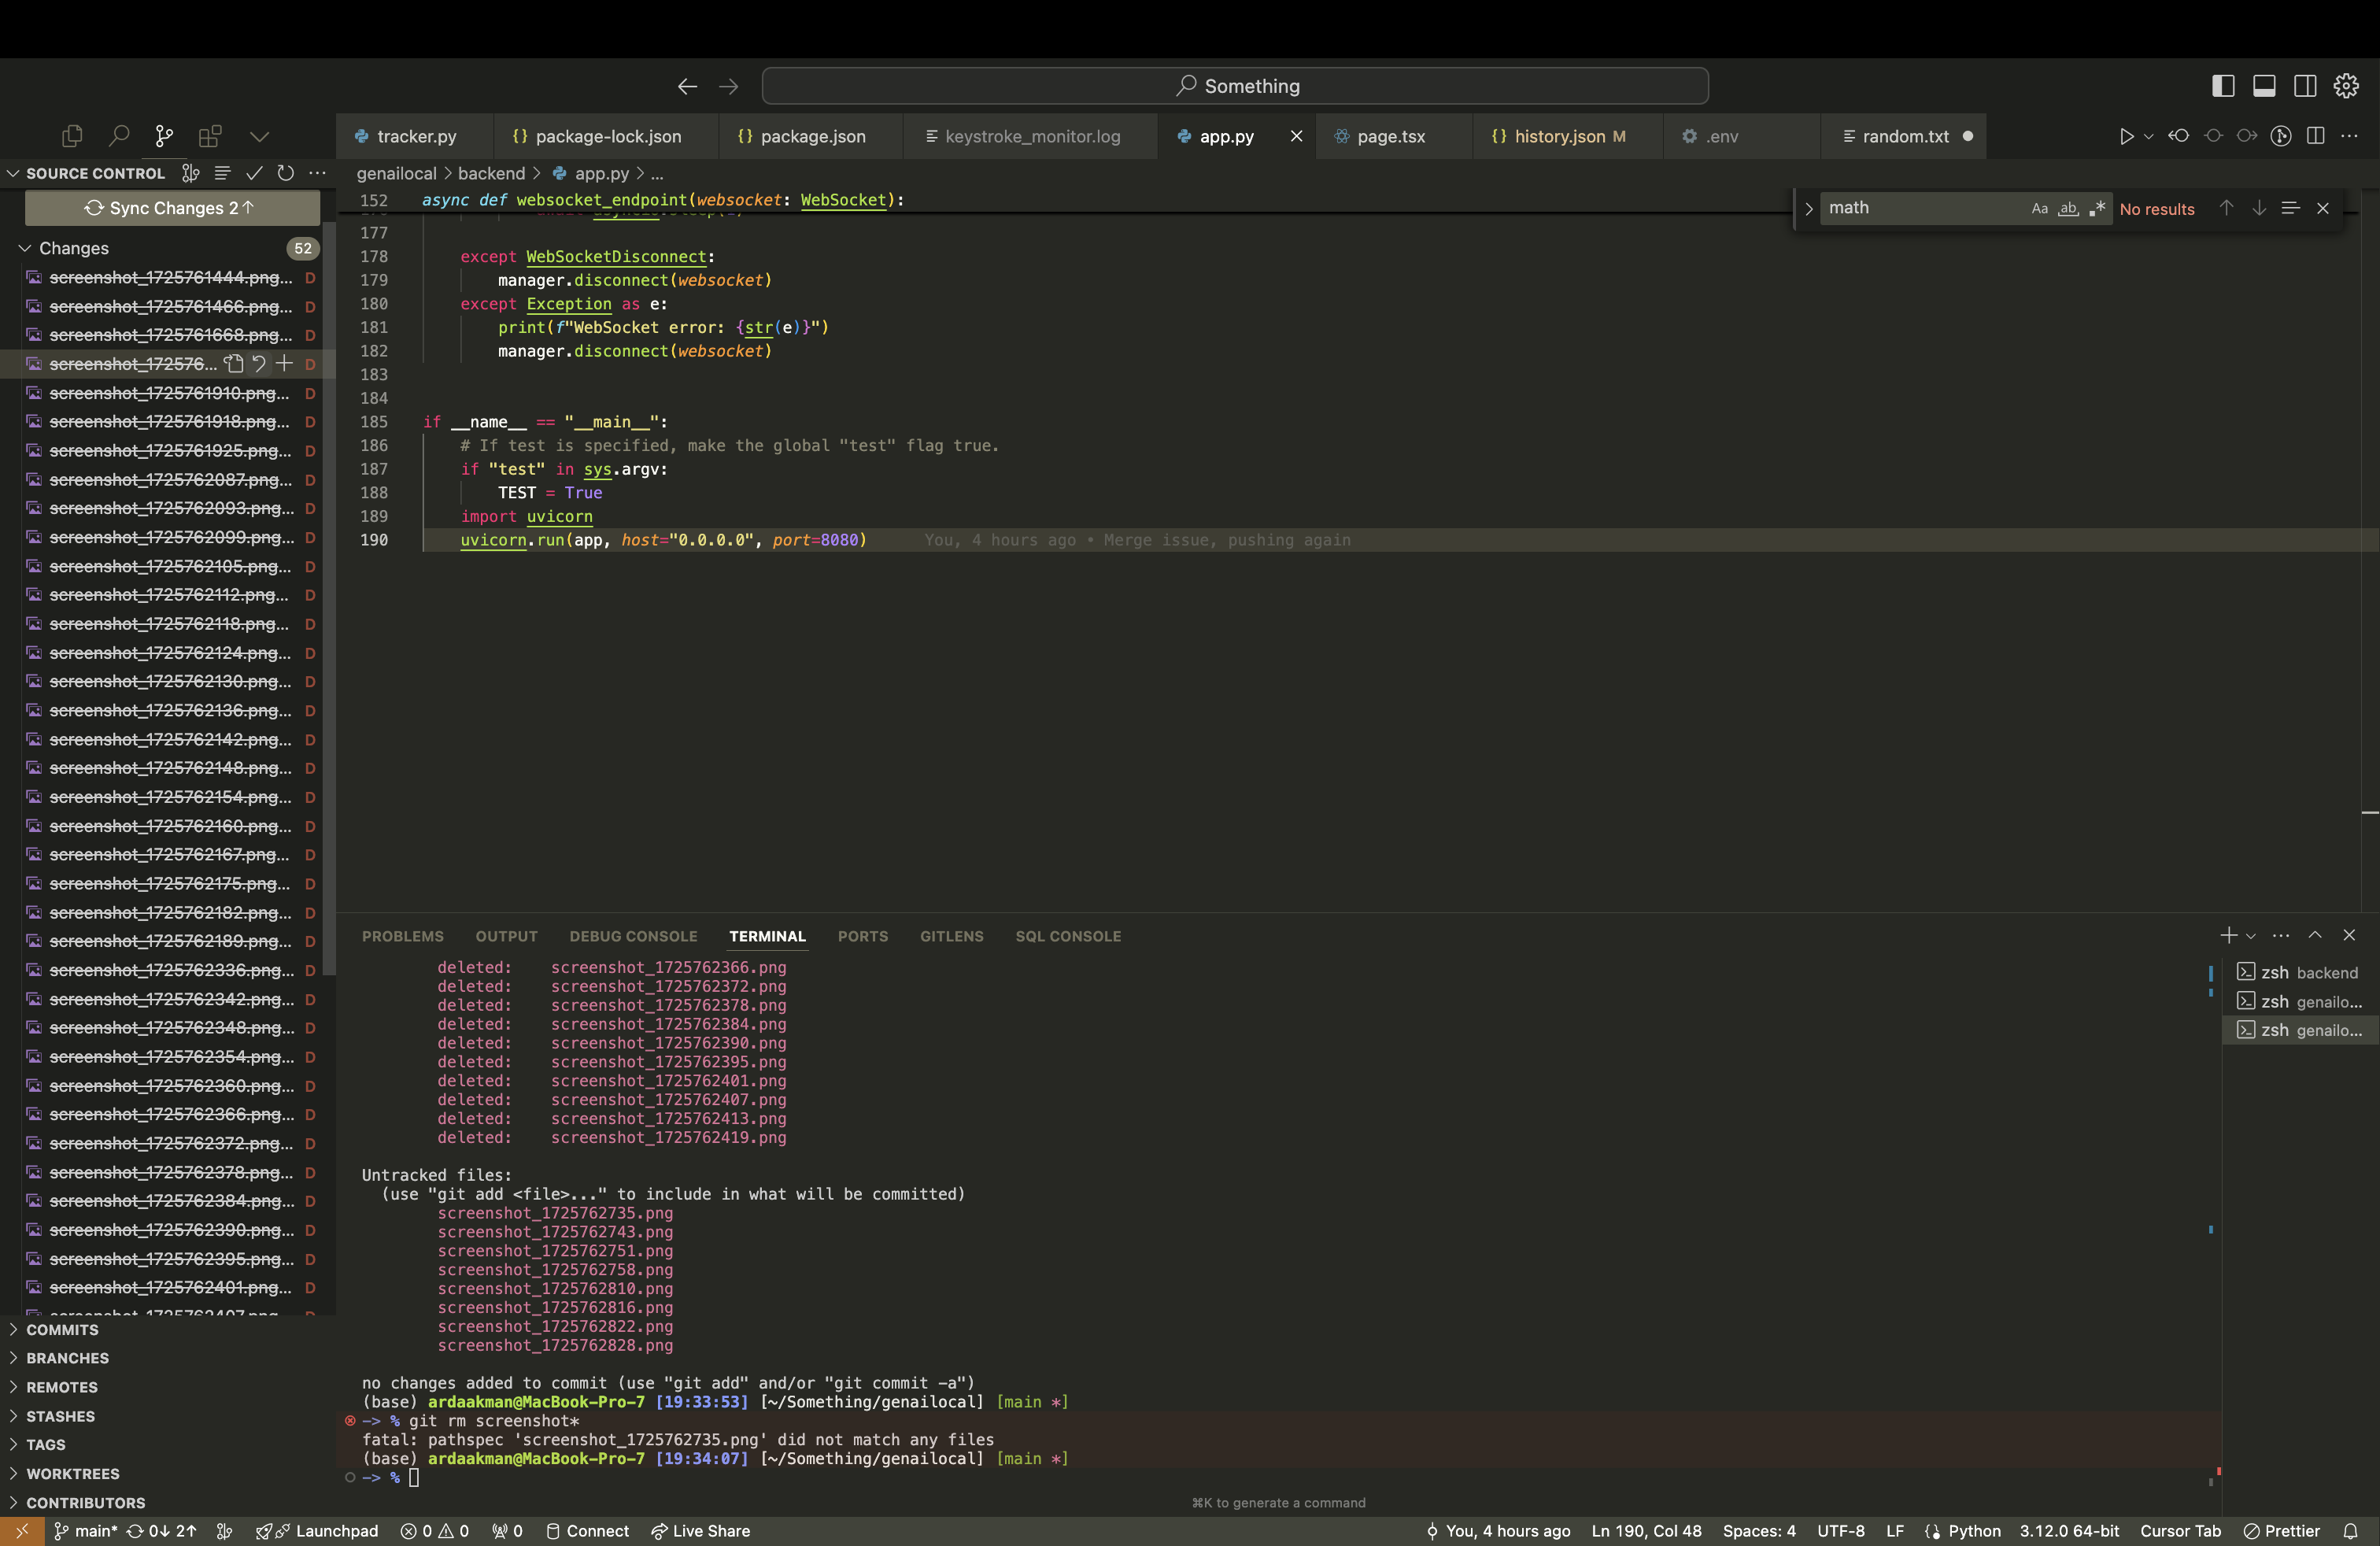 Something
tracker.py
package-lock.json
package.json
keystroke_monitor.log
app.py
page.tsx
history.json M
.env
random.txt
SOURCE CONTROL
genailocal > backend > app.py > ...
Sync Changes 2↑
Changes 52
screenshot_1725761444.png... D
screenshot_1725761466.png... D
screenshot_1725761668.png... D
screenshot_172576... D
screenshot_1725761910.png... D
screenshot_1725761918.png... D
screenshot_1725761925.png... D
screenshot_1725762087.png... D
screenshot_1725762093.png... D
screenshot_1725762099.png... D
screenshot_1725762105.png... D
screenshot_1725762112.png... D
screenshot_1725762118.png... D
screenshot_1725762124.png... D
screenshot_1725762130.png... D
screenshot_1725762136.png... D
screenshot_1725762142.png... D
screenshot_1725762148.png... D
screenshot_1725762154.png... D
screenshot_1725762160.png... D
screenshot_1725762167.png... D
screenshot_1725762175.png... D
screenshot_1725762182.png... D
screenshot_1725762189.png... D
screenshot_1725762336.png... D
screenshot_1725762342.png... D
screenshot_1725762348.png... D
screenshot_1725762354.png... D
screenshot_1725762360.png... D
screenshot_1725762366.png... D
screenshot_1725762372.png... D
screenshot_1725762378.png... D
screenshot_1725762384.png... D
screenshot_1725762390.png... D
screenshot_1725762395.png... D
screenshot_1725762401.png... D
COMMITS
BRANCHES
REMOTES
STASHES
TAGS
WORKTREES
CONTRIBUTORS
152 async def websocket_endpoint(websocket: WebSocket):
177
178 except WebSocketDisconnect:
179 manager.disconnect(websocket)
180 except Exception as e:
181 print(f"WebSocket error: {str(e)}")
182 manager.disconnect(websocket)
183
184
185 if __name__ == "__main__":
186 # If test is specified, make the global "test" flag true.
187 if "test" in sys.argv:
188 TEST = True
189 import uvicorn
190 uvicorn.run(app, host="0.0.0.0", port=8080) You, 4 hours ago • Merge issue, pushing again
math Aa ab .* No results
PROBLEMS OUTPUT DEBUG CONSOLE TERMINAL PORTS GITLENS SQL CONSOLE
deleted: screenshot_1725762366.png
deleted: screenshot_1725762372.png
deleted: screenshot_1725762378.png
deleted: screenshot_1725762384.png
deleted: screenshot_1725762390.png
deleted: screenshot_1725762395.png
deleted: screenshot_1725762401.png
deleted: screenshot_1725762407.png
deleted: screenshot_1725762413.png
deleted: screenshot_1725762419.png
Untracked files:
(use "git add <file>..." to include in what will be committed)
screenshot_1725762735.png
screenshot_1725762743.png
screenshot_1725762751.png
screenshot_1725762758.png
screenshot_1725762810.png
screenshot_1725762816.png
screenshot_1725762822.png
screenshot_1725762828.png
no changes added to commit (use "git add" and/or "git commit -a")
(base) ardaakman@MacBook-Pro-7 [19:33:53] [~/Something/genailocal] [main *]
-> % git rm screenshot*
fatal: pathspec 'screenshot_1725762735.png' did not match any files
(base) ardaakman@MacBook-Pro-7 [19:34:07] [~/Something/genailocal] [main *]
-> %
⌘K to generate a command
zsh backend
zsh genailo...
zsh genailo...
main* 0↓ 2↑ Launchpad 0 0 0 Connect Live Share
You, 4 hours ago Ln 190, Col 48 Spaces: 4 UTF-8 LF Python 3.12.0 64-bit Cursor Tab Prettier